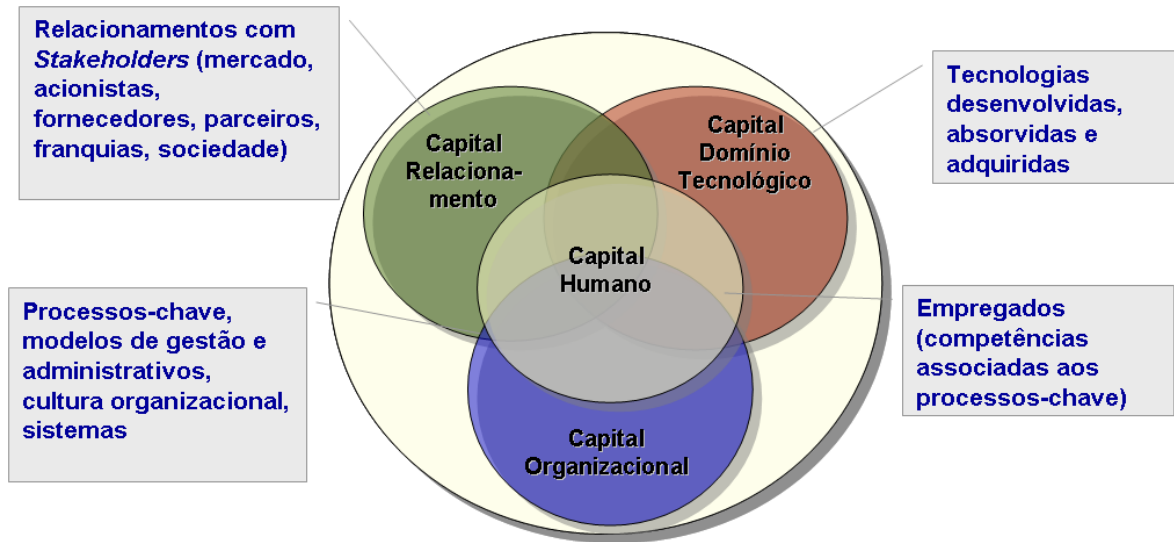 Relacionamentos com
Stakeholders (mercado,
acionistas,
fornecedores, parceiros,
franquias, sociedade)
Tecnologias
desenvolvidas,
absorvidas e
adquiridas
Capital
Relaciona-
mento
Capital
Domínio
Tecnológico
Capital
Humano
Processos-chave,
modelos de gestão e
administrativos,
cultura organizacional,
sistemas
Empregados
(competências
associadas aos
processos-chave)
Capital
Organizacional